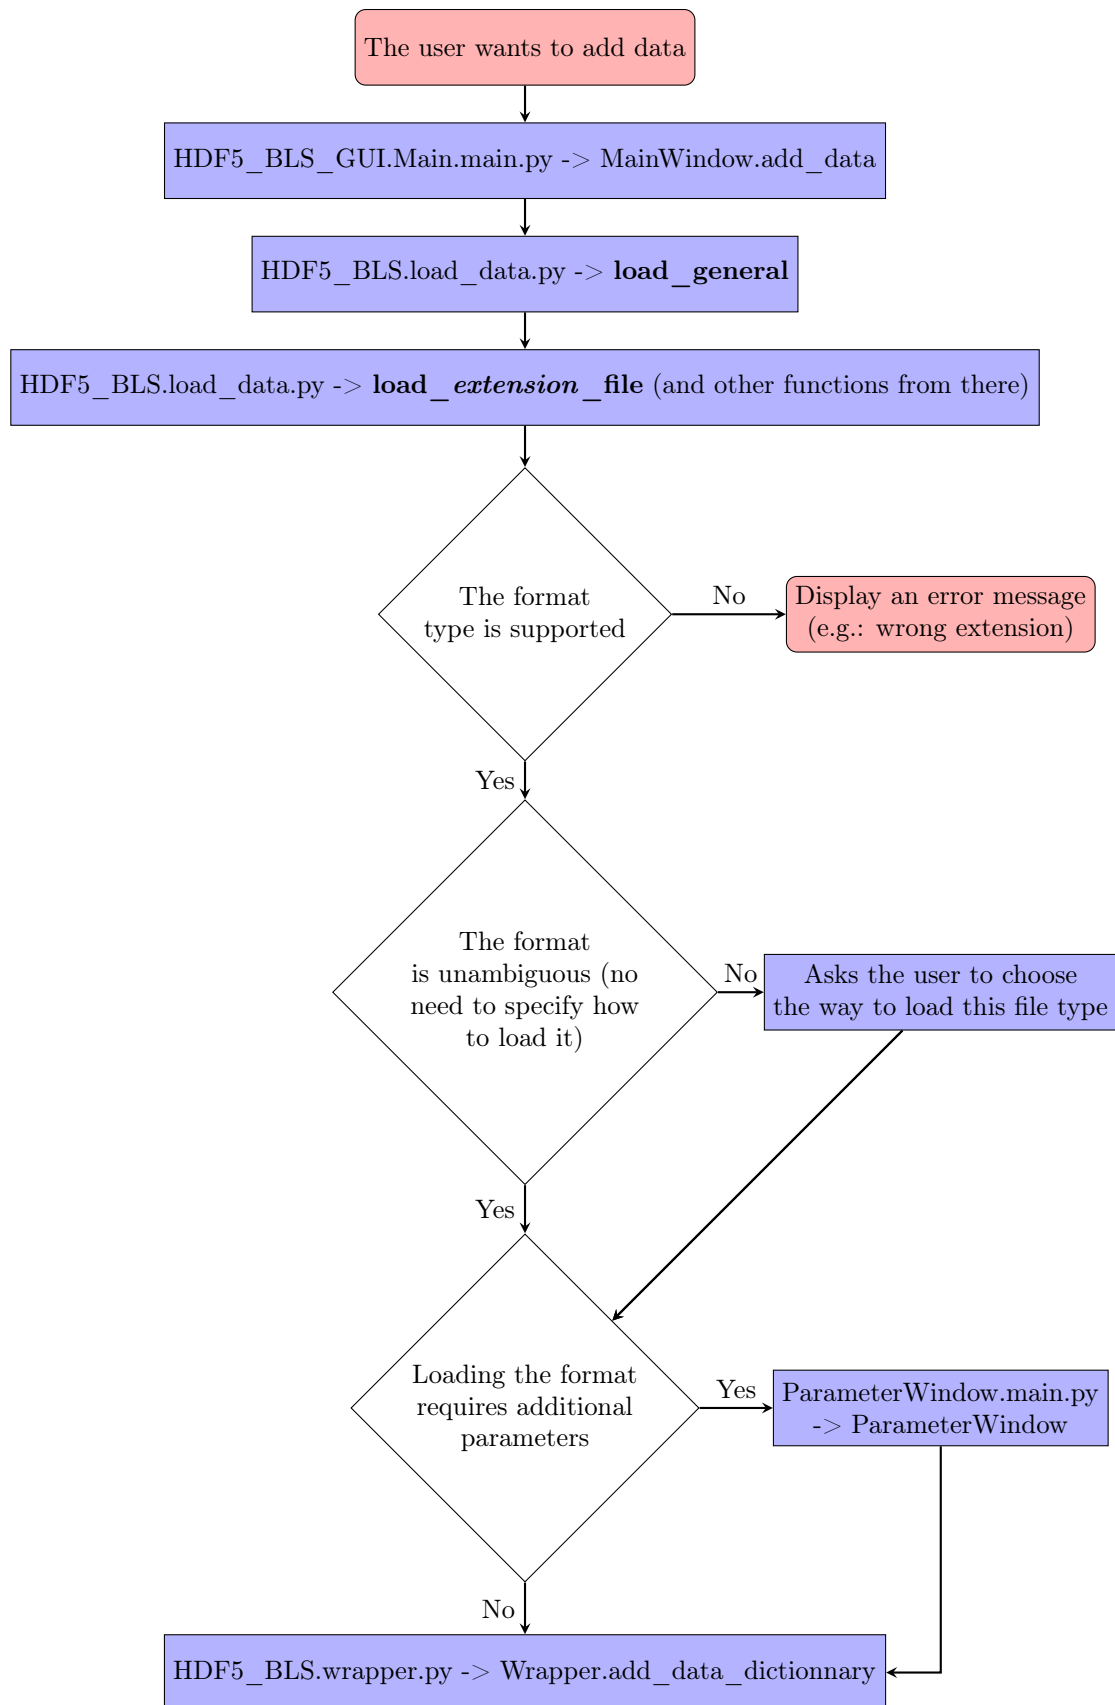 The user wants to add data
HDF5_BLS_GUI.Main.main.py -> MainWindow.add_data
HDF5_BLS.load_data.py -> load_general
HDF5_BLS.load_data.py -> load_extension_file (and other functions from there)
The format
type is supported
No
Display an error message
(e.g.: wrong extension)
Yes
The format
is unambiguous (no
need to specify how
to load it)
No
Asks the user to choose
the way to load this file type
Yes
Loading the format
requires additional
parameters
Yes
ParameterWindow.main.py
-> ParameterWindow
No
HDF5_BLS.wrapper.py -> Wrapper.add_data_dictionnary